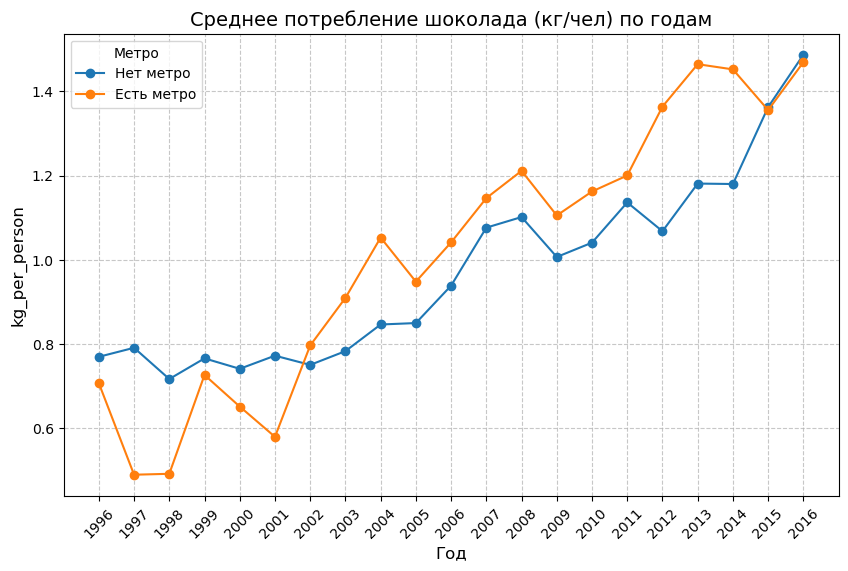 Среднее потребление шоколада (кг/чел) по годам
Метро
Нет метро
Есть метро
kg_per_person
1.4
1.2
1.0
0.8
0.6
1996 1997 1998 1999 2000 2001 2002 2003 2004 2005 2006 2007 2008 2009 2010 2011 2012 2013 2014 2015 2016
Год